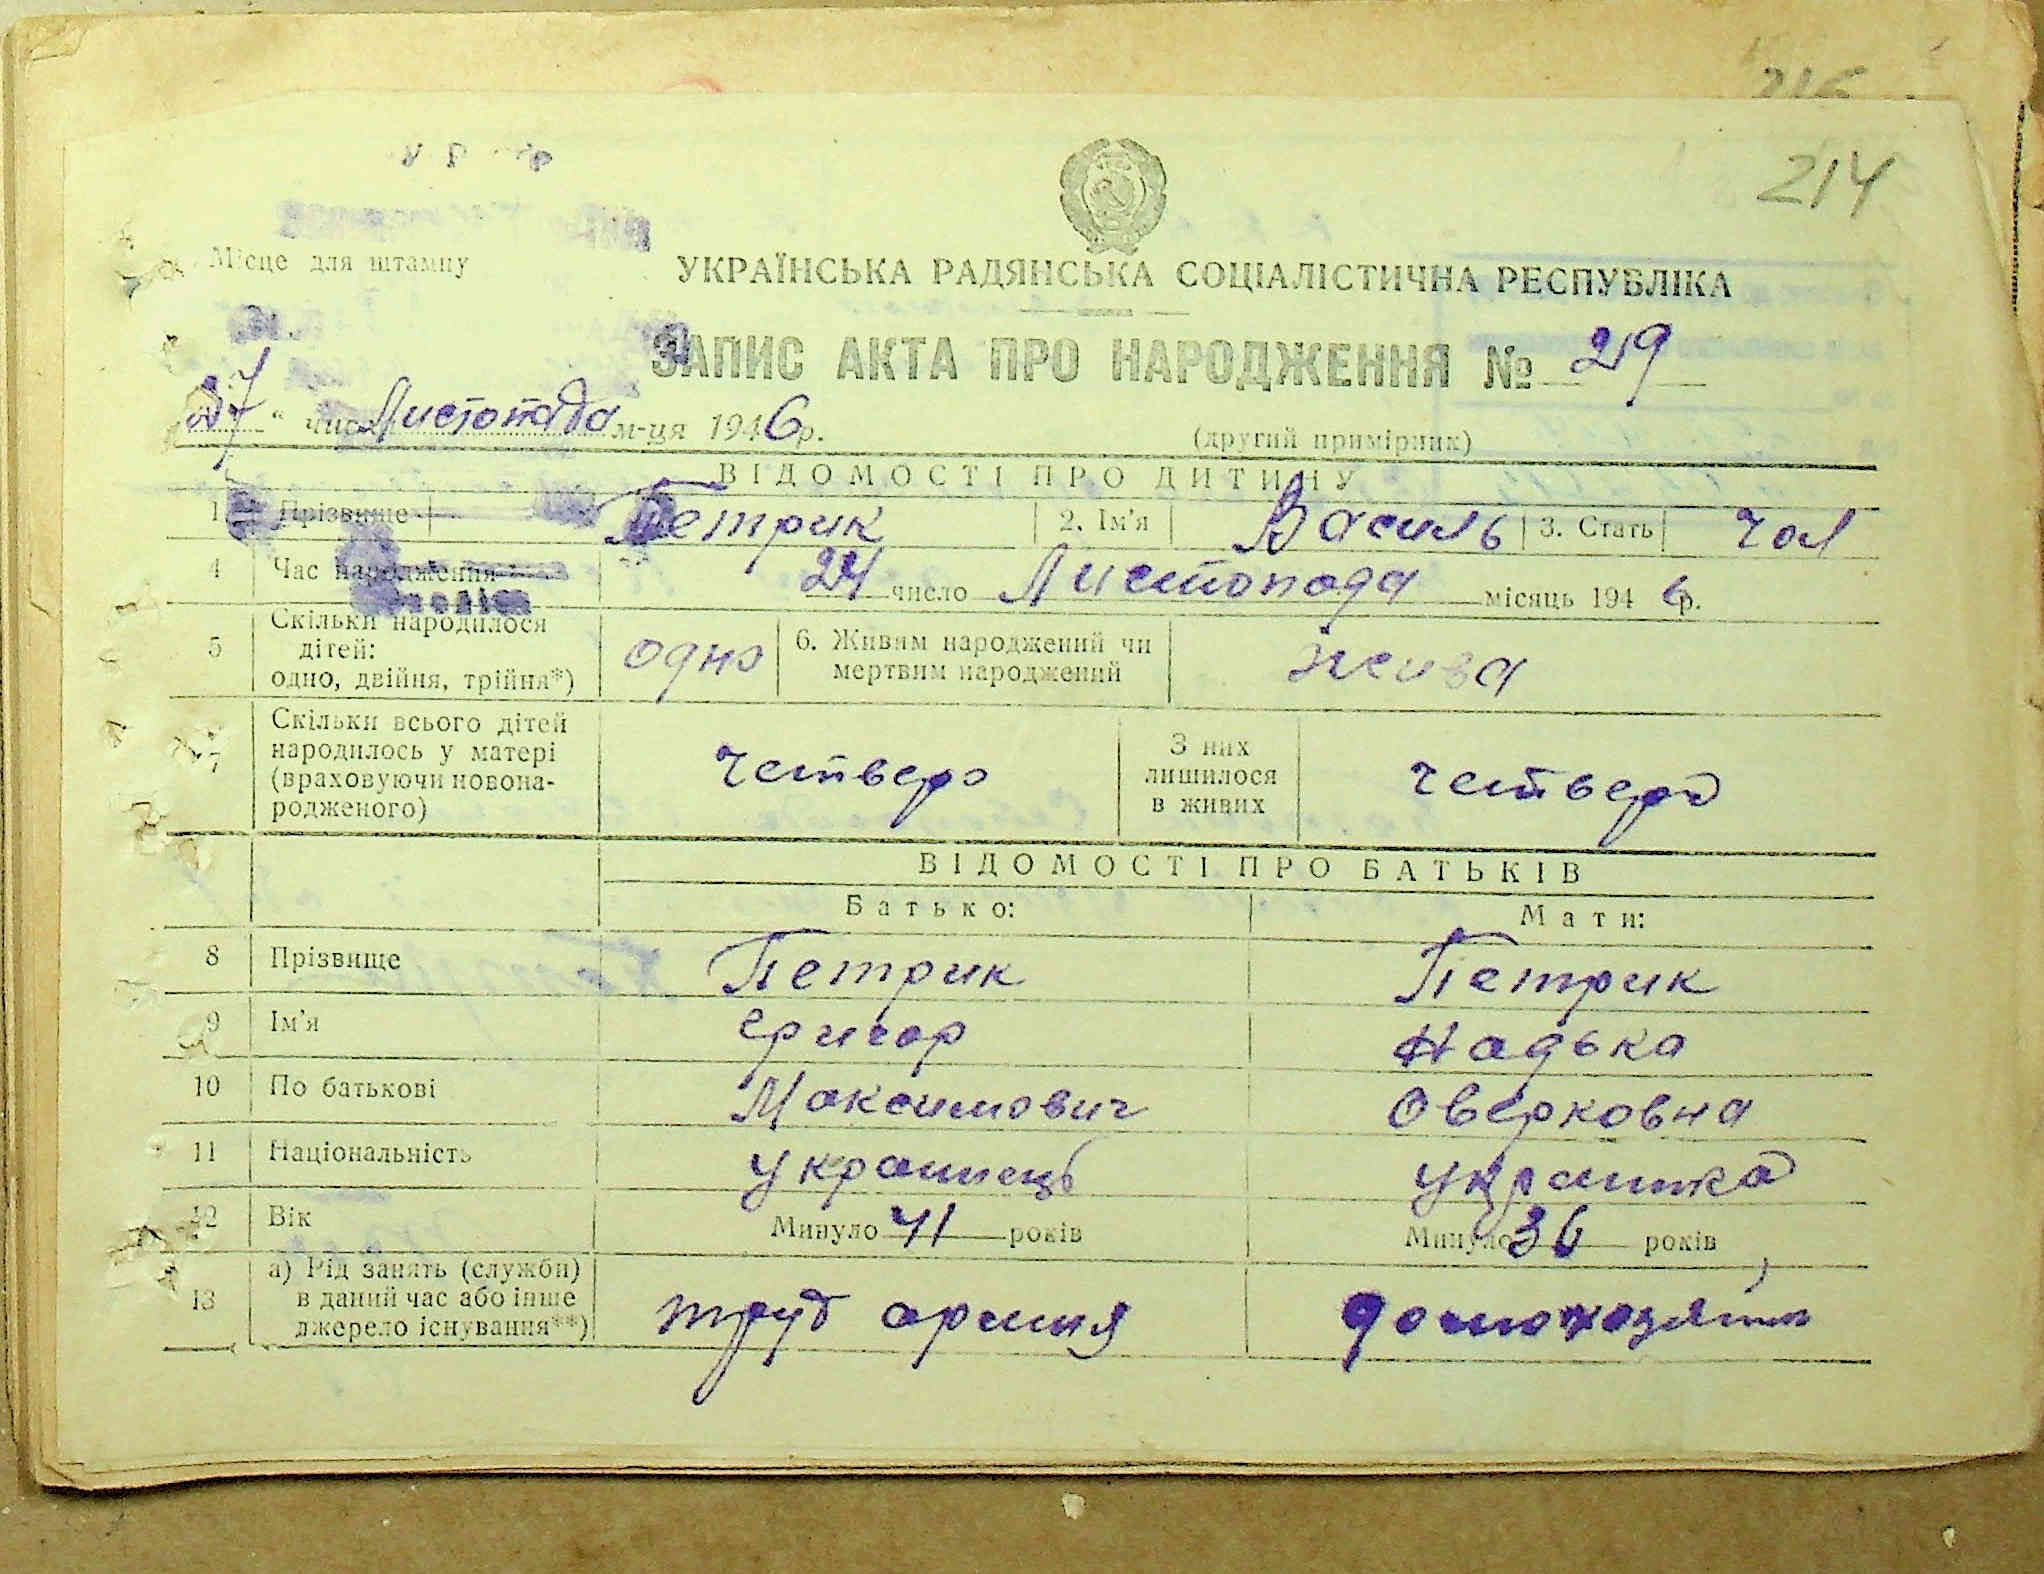 214
Місце для штампу
УКРАЇНСЬКА РАДЯНСЬКА СОЦІАЛІСТИЧНА РЕСПУБЛІКА
ЗАПИС АКТА ПРО НАРОДЖЕННЯ № 29
27 " чис Листопада м-ця 1946 р.
(другий примірник)
ВІДОМОСТІ ПРО ДИТИНУ
1 Прізвище Петрик 2. Ім'я Василь 3. Стать чол
4 Час народження 24 число Листопода місяць 1946 р.
5 Скільки народилося дітей: одно, двійня, трійня*) одно 6. Живим народжений чи мертвим народжений жива
7 Скільки всього дітей народилось у матері (враховуючи новонародженого) четверо З них лишилося в живих четверо
ВІДОМОСТІ ПРО БАТЬКІВ
Батько: Мати:
8 Прізвище Петрик Петрик
9 Ім'я Григор Надька
10 По батькові Максимович Оверковна
11 Національність украинець украинка
12 Вік Минуло 41 років Минуло 36 років
13 а) Рід занять (служби) в даний час або інше джерело існування**) труд армия